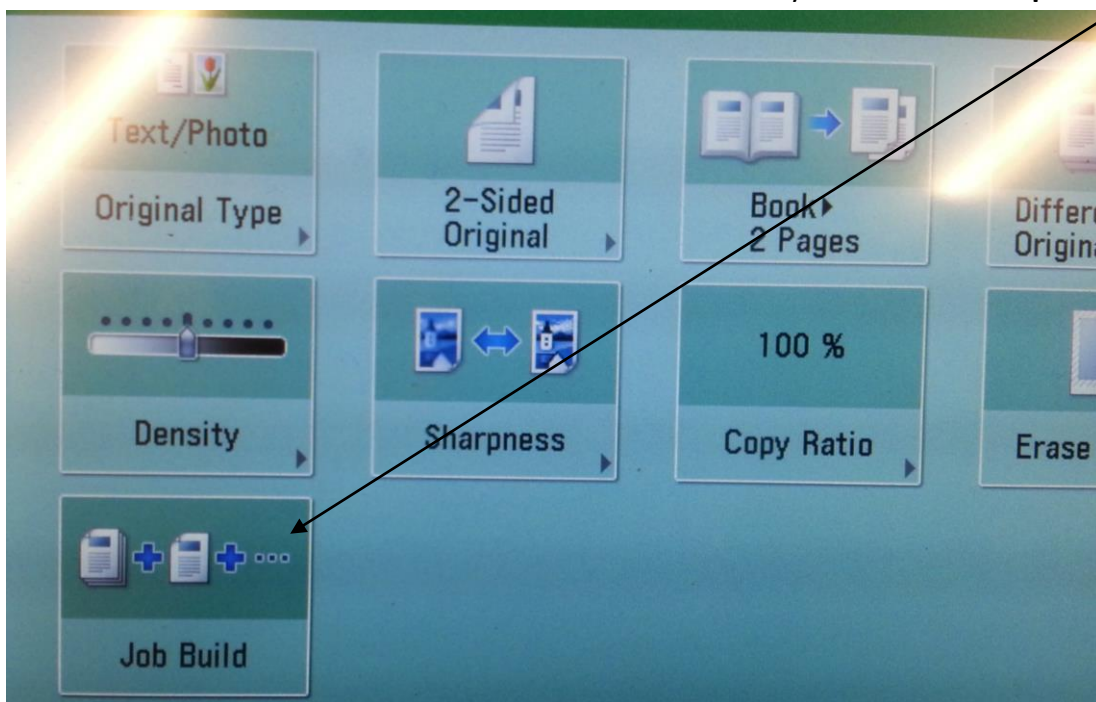 Text/Photo
Original Type
2-Sided
Original
Book▸
2 Pages
Density
Sharpness
100 %
Copy Ratio
Erase
Job Build